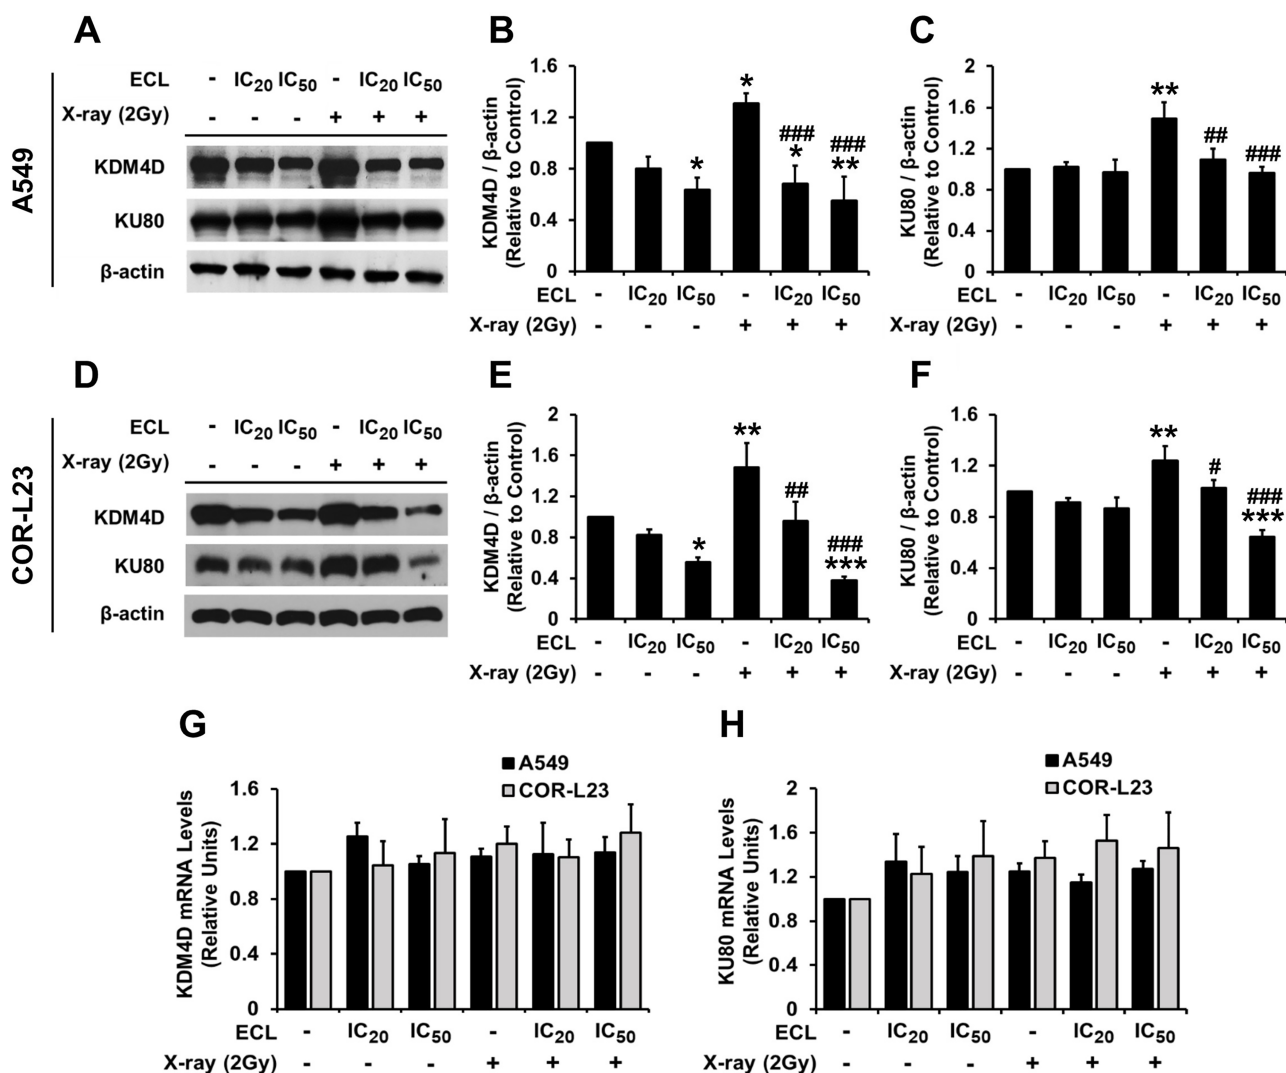 A
A549
ECL - IC20 IC50 - IC20 IC50
X-ray (2Gy) - - - + + +
KDM4D
KU80
β-actin
B
KDM4D / β-actin
(Relative to Control)
1.6
1.2
0.8
0.4
0
*
*
###
*
###
**
ECL - IC20 IC50 - IC20 IC50
X-ray (2Gy) - - - + + +
C
KU80 / β-actin
(Relative to Control)
2
1.6
1.2
0.8
0.4
0
**
##
###
ECL - IC20 IC50 - IC20 IC50
X-ray (2Gy) - - - + + +
D
COR-L23
ECL - IC20 IC50 - IC20 IC50
X-ray (2Gy) - - - + + +
KDM4D
KU80
β-actin
E
KDM4D / β-actin
(Relative to Control)
2
1.6
1.2
0.8
0.4
0
*
**
##
###
***
ECL - IC20 IC50 - IC20 IC50
X-ray (2Gy) - - - + + +
F
KU80 / β-actin
(Relative to Control)
1.6
1.2
0.8
0.4
0
**
#
###
***
ECL - IC20 IC50 - IC20 IC50
X-ray (2Gy) - - - + + +
G
KDM4D mRNA Levels
(Relative Units)
A549
COR-L23
1.6
1.2
0.8
0.4
0
ECL - IC20 IC50 - IC20 IC50
X-ray (2Gy) - - - + + +
H
KU80 mRNA Levels
(Relative Units)
A549
COR-L23
2
1.6
1.2
0.8
0.4
0
ECL - IC20 IC50 - IC20 IC50
X-ray (2Gy) - - - + + +